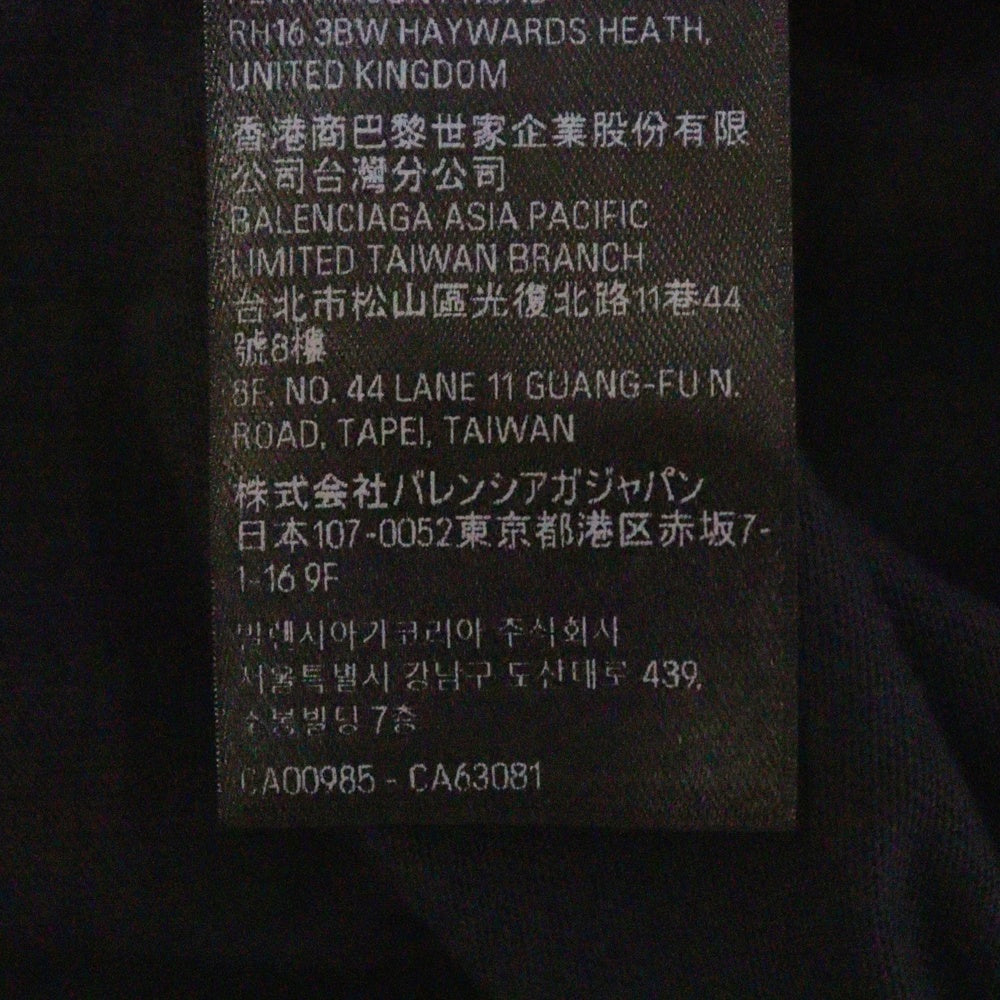 RH16 3BW HAYWARDS HEATH,
UNITED KINGDOM
香港商巴黎世家企業股份有限
公司台灣分公司
BALENCIAGA ASIA PACIFIC
LIMITED TAIWAN BRANCH
台北市松山區光復北路11巷44
號8樓
8F, NO. 44 LANE 11 GUANG-FU N.
ROAD, TAPEI, TAIWAN
株式会社バレンシアガジャパン
日本107-0052東京都港区赤坂7-
1-16 9F
발렌시아가코리아 주식회사
서울특별시 강남구 도산대로 439,
7층
CA00985 - CA63081